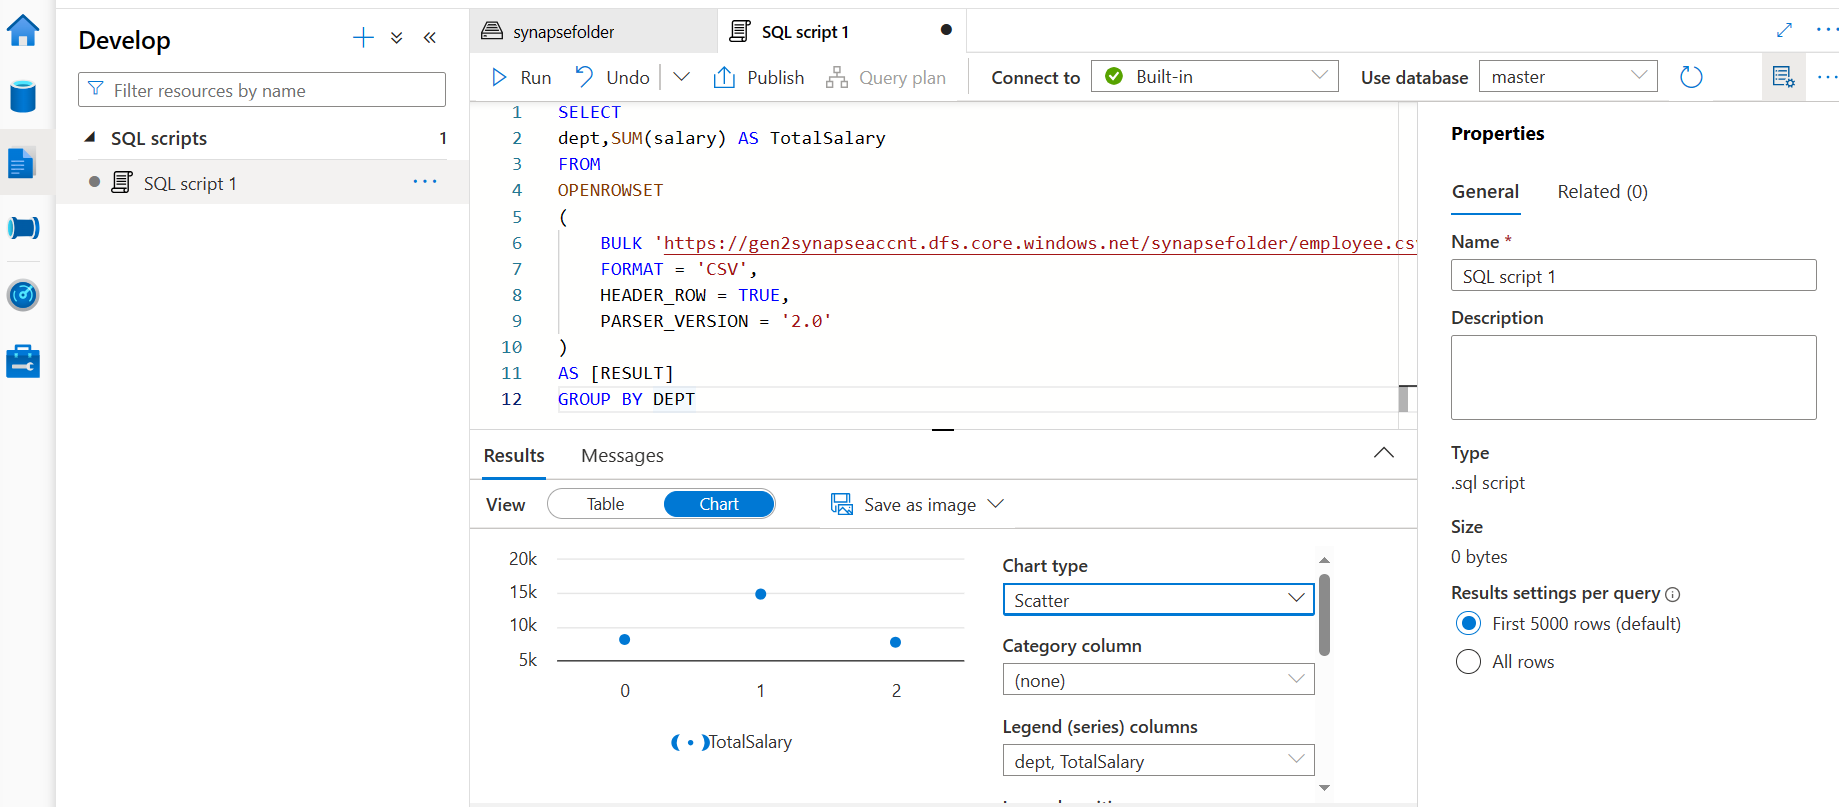 Develop
Filter resources by name
SQL scripts 1
SQL script 1
synapsefolder
SQL script 1
Run Undo Publish Query plan Connect to Built-in Use database master
1 SELECT
2 dept,SUM(salary) AS TotalSalary
3 FROM
4 OPENROWSET
5 (
6 BULK 'https://gen2synapseaccnt.dfs.core.windows.net/synapsefolder/employee.cs
7 FORMAT = 'CSV',
8 HEADER_ROW = TRUE,
9 PARSER_VERSION = '2.0'
10 )
11 AS [RESULT]
12 GROUP BY DEPT
Results Messages
View Table Chart Save as image
20k
15k
10k
5k
0 1 2
TotalSalary
Chart type
Scatter
Category column
(none)
Legend (series) columns
dept, TotalSalary
Properties
General Related (0)
Name *
SQL script 1
Description
Type
.sql script
Size
0 bytes
Results settings per query
First 5000 rows (default)
All rows